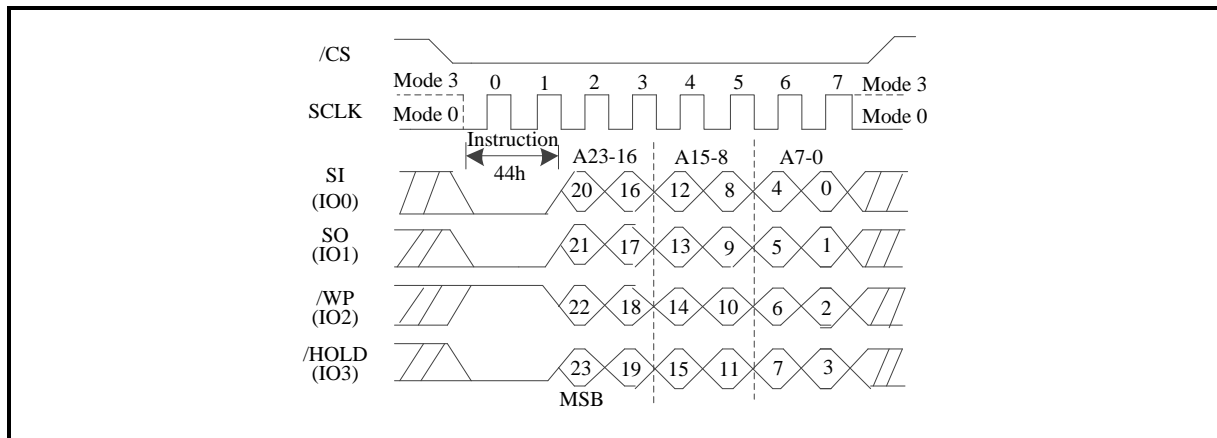 /CS
Mode 3 0 1 2 3 4 5 6 7 Mode 3
SCLK
Mode 0 Mode 0
Instruction
44h
A23-16 A15-8 A7-0
SI
(IO0)
20 16 12 8 4 0
SO
(IO1)
21 17 13 9 5 1
/WP
(IO2)
22 18 14 10 6 2
/HOLD
(IO3)
23 19 15 11 7 3
MSB